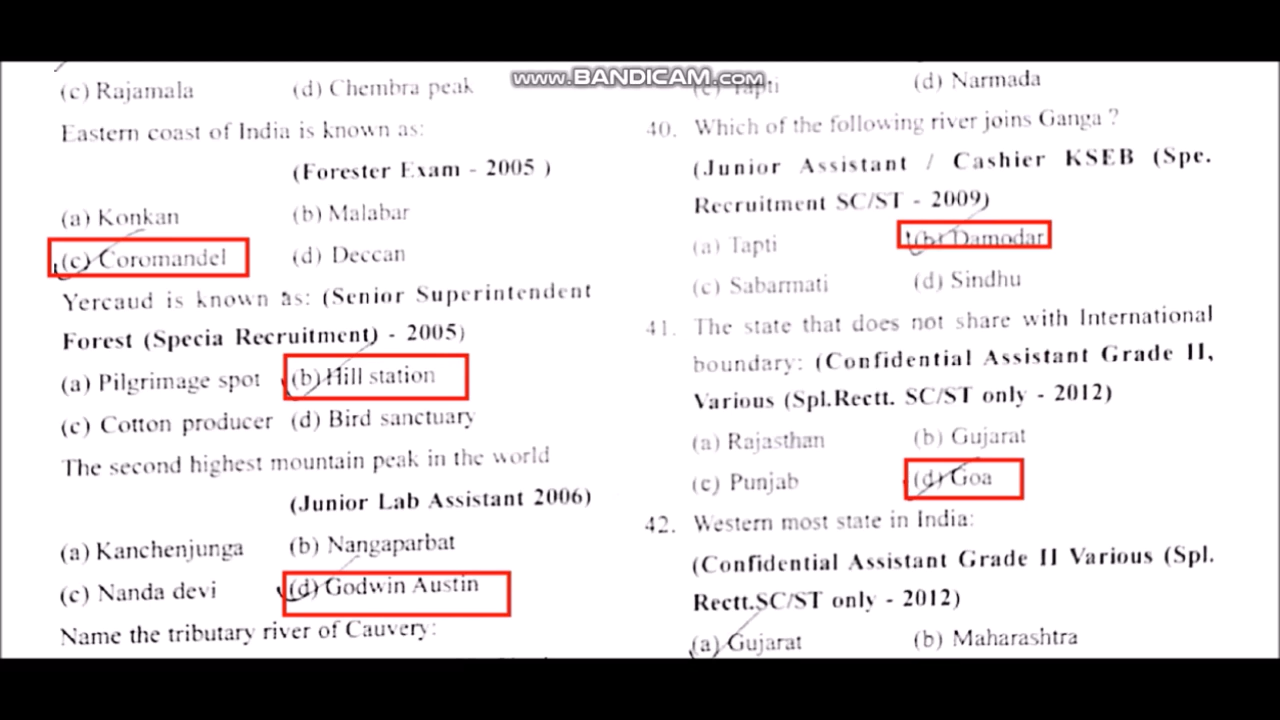 www.BANDICAM.com
(c) Rajamala (d) Chembra peak
Eastern coast of India is known as:
(Forester Exam - 2005 )
(a) Konkan (b) Malabar
(c) Coromandel (d) Deccan
Yercaud is known as: (Senior Superintendent
Forest (Specia Recruitment) - 2005)
(a) Pilgrimage spot (b) Hill station
(c) Cotton producer (d) Bird sanctuary
The second highest mountain peak in the world
(Junior Lab Assistant 2006)
(a) Kanchenjunga (b) Nangaparbat
(c) Nanda devi (d) Godwin Austin
Name the tributary river of Cauvery:
(c) Tapti (d) Narmada
40. Which of the following river joins Ganga ?
(Junior Assistant / Cashier KSEB (Spe.
Recruitment SC/ST - 2009)
(a) Tapti (b) Damodar
(c) Sabarmati (d) Sindhu
41. The state that does not share with International
boundary: (Confidential Assistant Grade II,
Various (Spl.Rectt. SC/ST only - 2012)
(a) Rajasthan (b) Gujarat
(c) Punjab (d) Goa
42. Western most state in India:
(Confidential Assistant Grade II Various (Spl.
Rectt.SC/ST only - 2012)
(a) Gujarat (b) Maharashtra